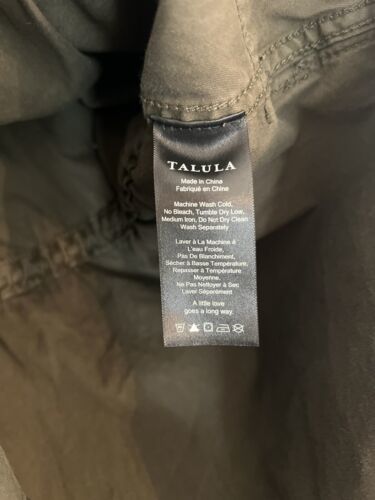 TALULA
Made in China
Fabriqué en Chine
Machine Wash Cold,
No Bleach, Tumble Dry Low,
Medium Iron, Do Not Dry Clean
Wash Separately
Laver à La Machine à
L'eau Froide,
Pas De Blanchiment,
Sécher à Basse Température,
Repasser à Température
Moyenne,
Ne Pas Nettoyer à Sec
Laver Séparément
A little love
goes a long way.